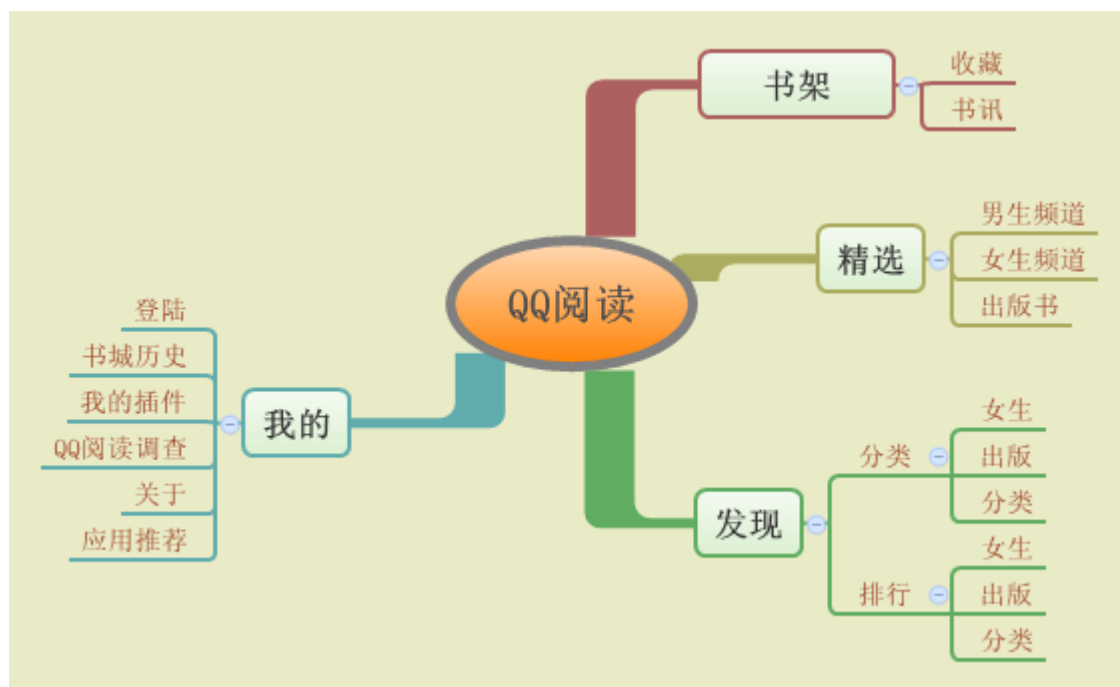 QQ阅读
书架
收藏
书讯
精选
男生频道
女生频道
出版书
发现
分类
女生
出版
分类
排行
女生
出版
分类
我的
登陆
书城历史
我的插件
QQ阅读调查
关于
应用推荐